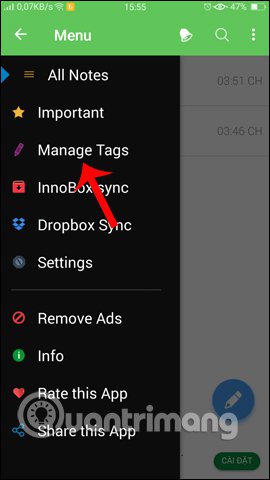 0,07KB/s 15:55 47%
Menu
All Notes
03:51 CH
Important
03:46 CH
Manage Tags
InnoBox sync
Dropbox Sync
Settings
Remove Ads
Info
Rate this App
Quantrimang
Share this App
CÀI ĐẶT